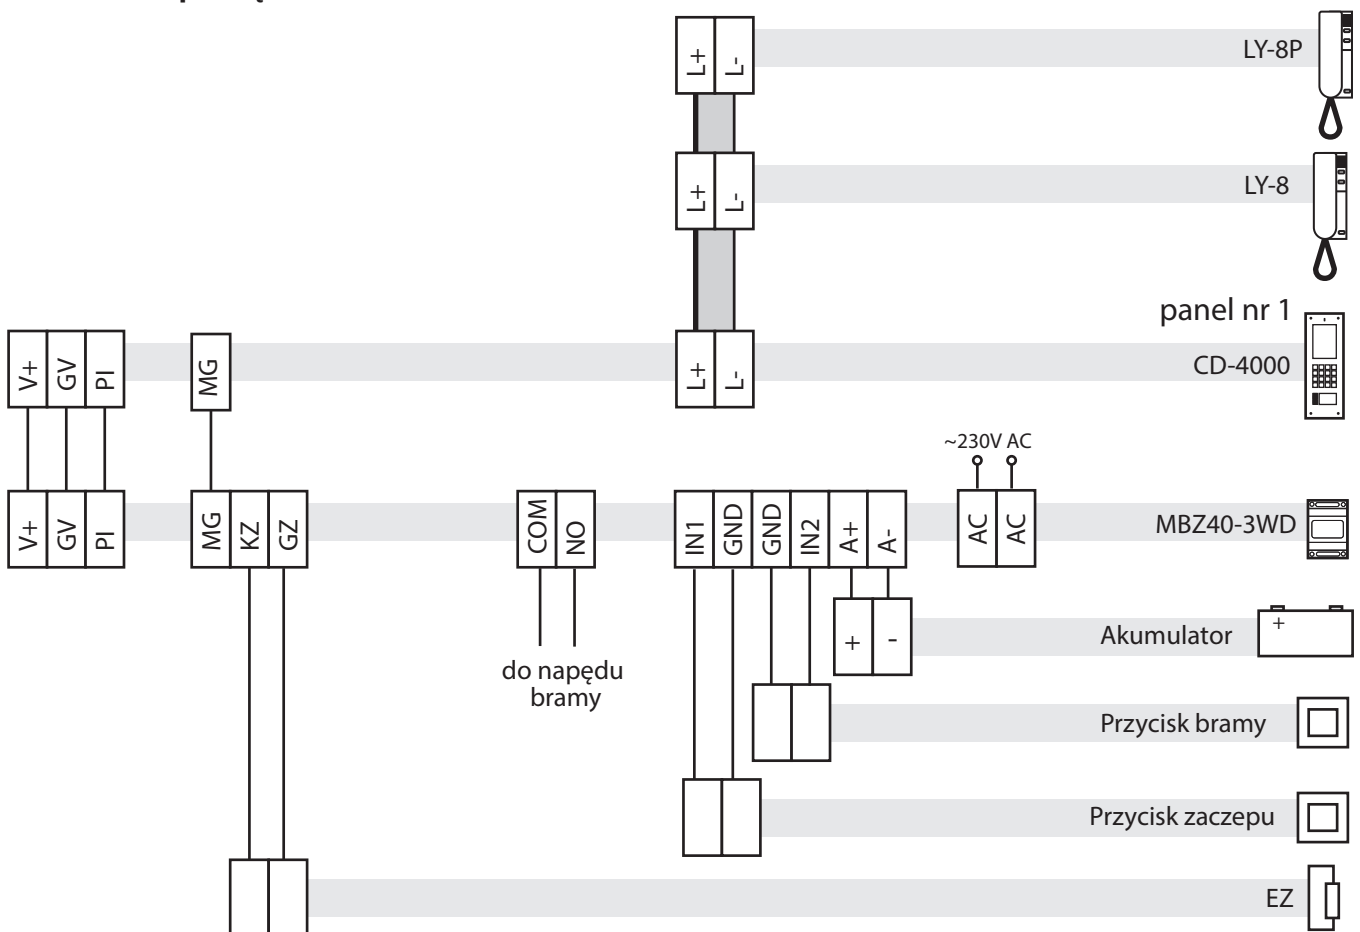 L+ L- LY-8P
L+ L- LY-8
panel nr 1
V+ GV PI MG L+ L- CD-4000
~230V AC
V+ GV PI MG KZ GZ COM NO IN1 GND GND IN2 A+ A- AC AC MBZ40-3WD
+ - Akumulator +
do napędu
bramy
Przycisk bramy
Przycisk zaczepu
EZ